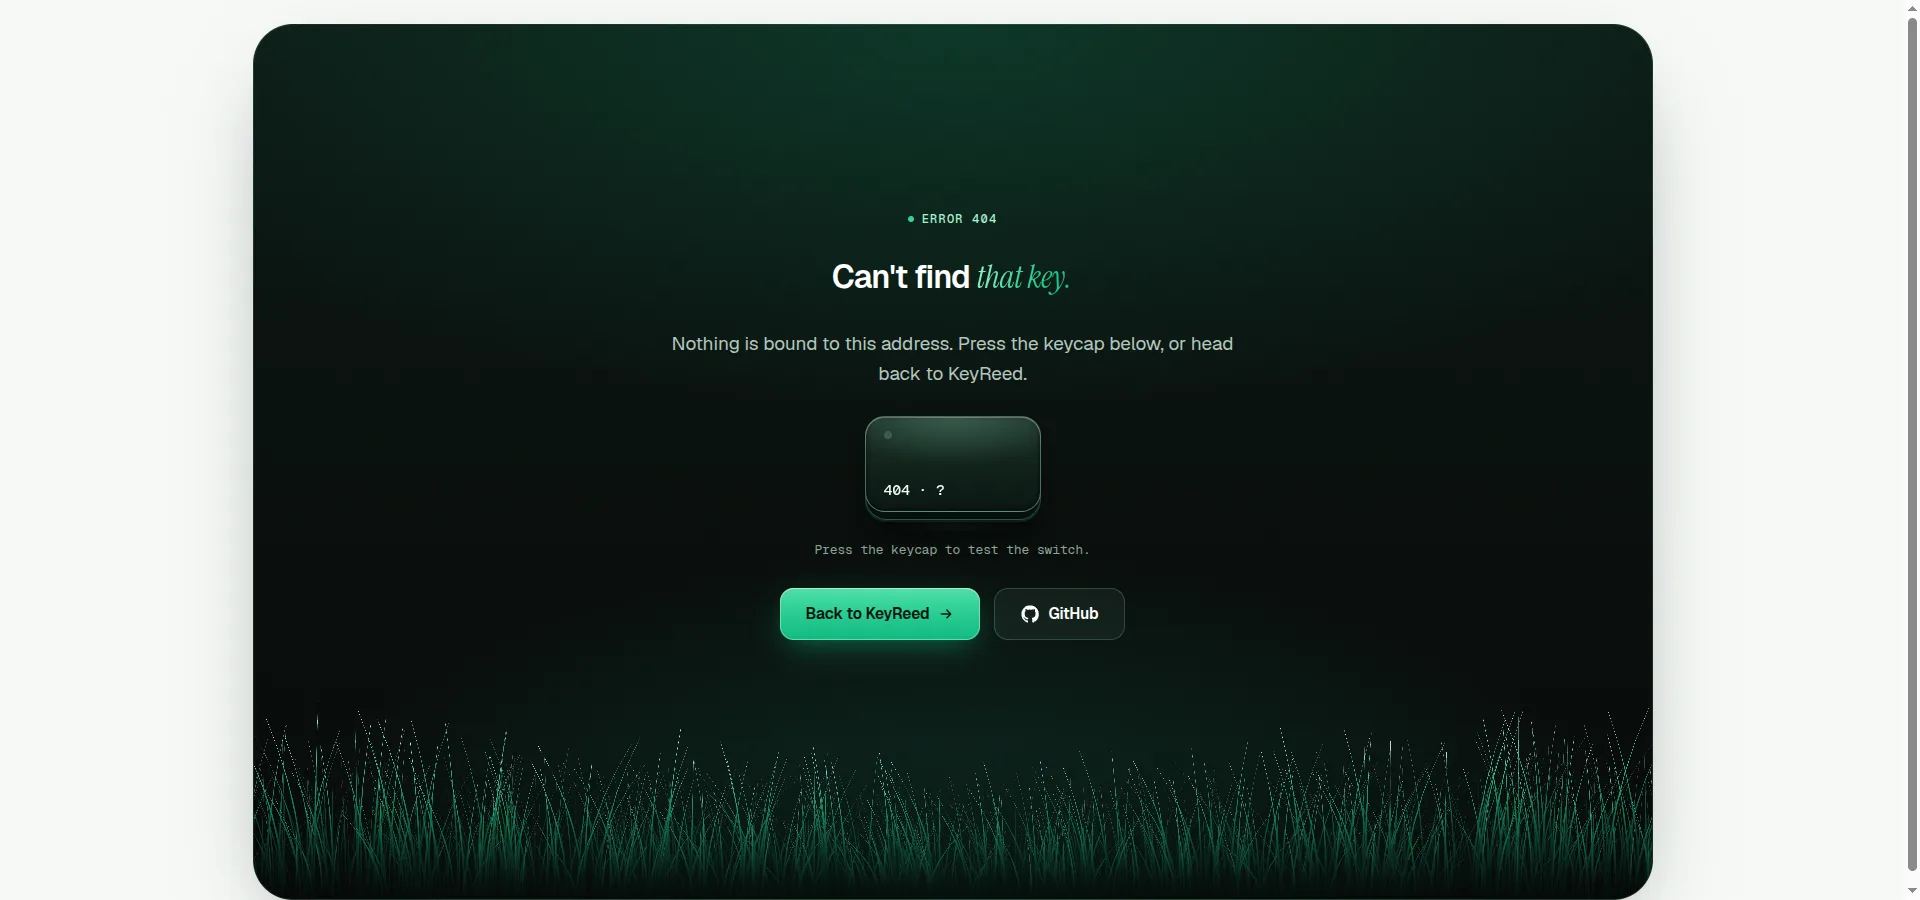 ERROR 404
Can't find that key.
Nothing is bound to this address. Press the keycap below, or head
back to KeyReed.
404 · ?
Press the keycap to test the switch.
Back to KeyReed →
GitHub